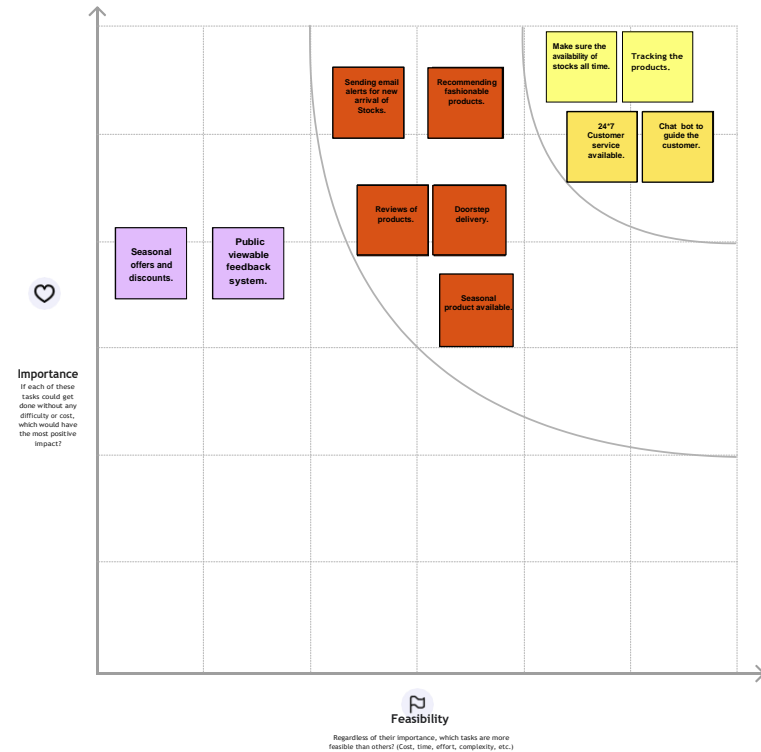 Make sure the
availability of
stocks all time.
Tracking the
products.
Sending email
alerts for new
arrival of
Stocks.
Recommending
fashionable
products.
24*7
Customer
service
available.
Chat bot to
guide the
customer.
Reviews of
products.
Doorstep
delivery.
Seasonal
offers and
discounts.
Public
viewable
feedback
system.
Seasonal
product available.
Importance
If each of these
tasks could get
done without any
difficulty or cost,
which would have
the most positive
impact?
Feasibility
Regardless of their importance, which tasks are more
feasible than others? (Cost, time, effort, complexity, etc.)